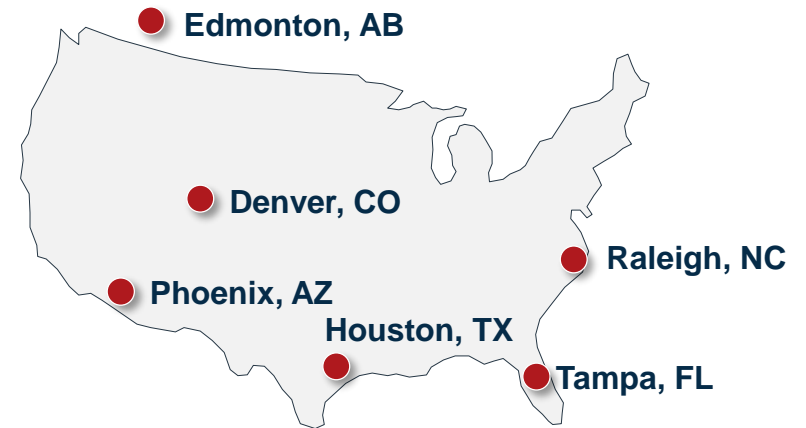 Edmonton, AB
Denver, CO
Raleigh, NC
Phoenix, AZ
Houston, TX
Tampa, FL